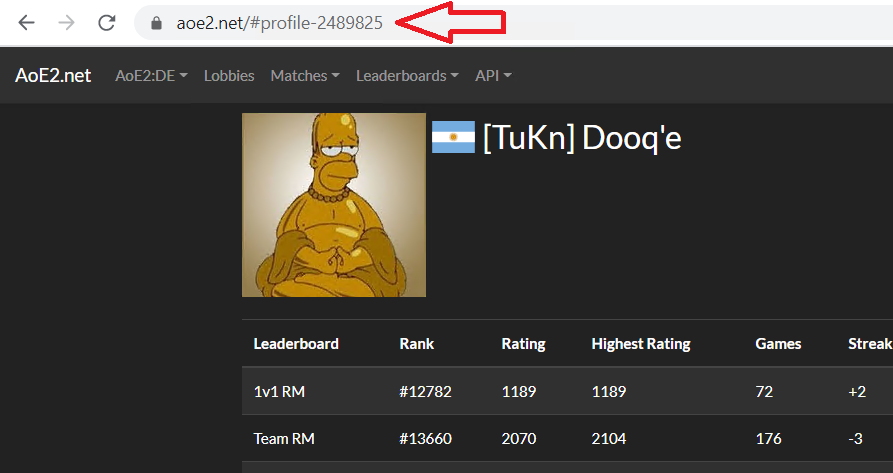 aoe2.net/#profile-2489825
AoE2.net AoE2:DE Lobbies Matches Leaderboards API
[TuKn] Dooq'e
Leaderboard Rank Rating Highest Rating Games Streak
1v1 RM #12782 1189 1189 72 +2
Team RM #13660 2070 2104 176 -3